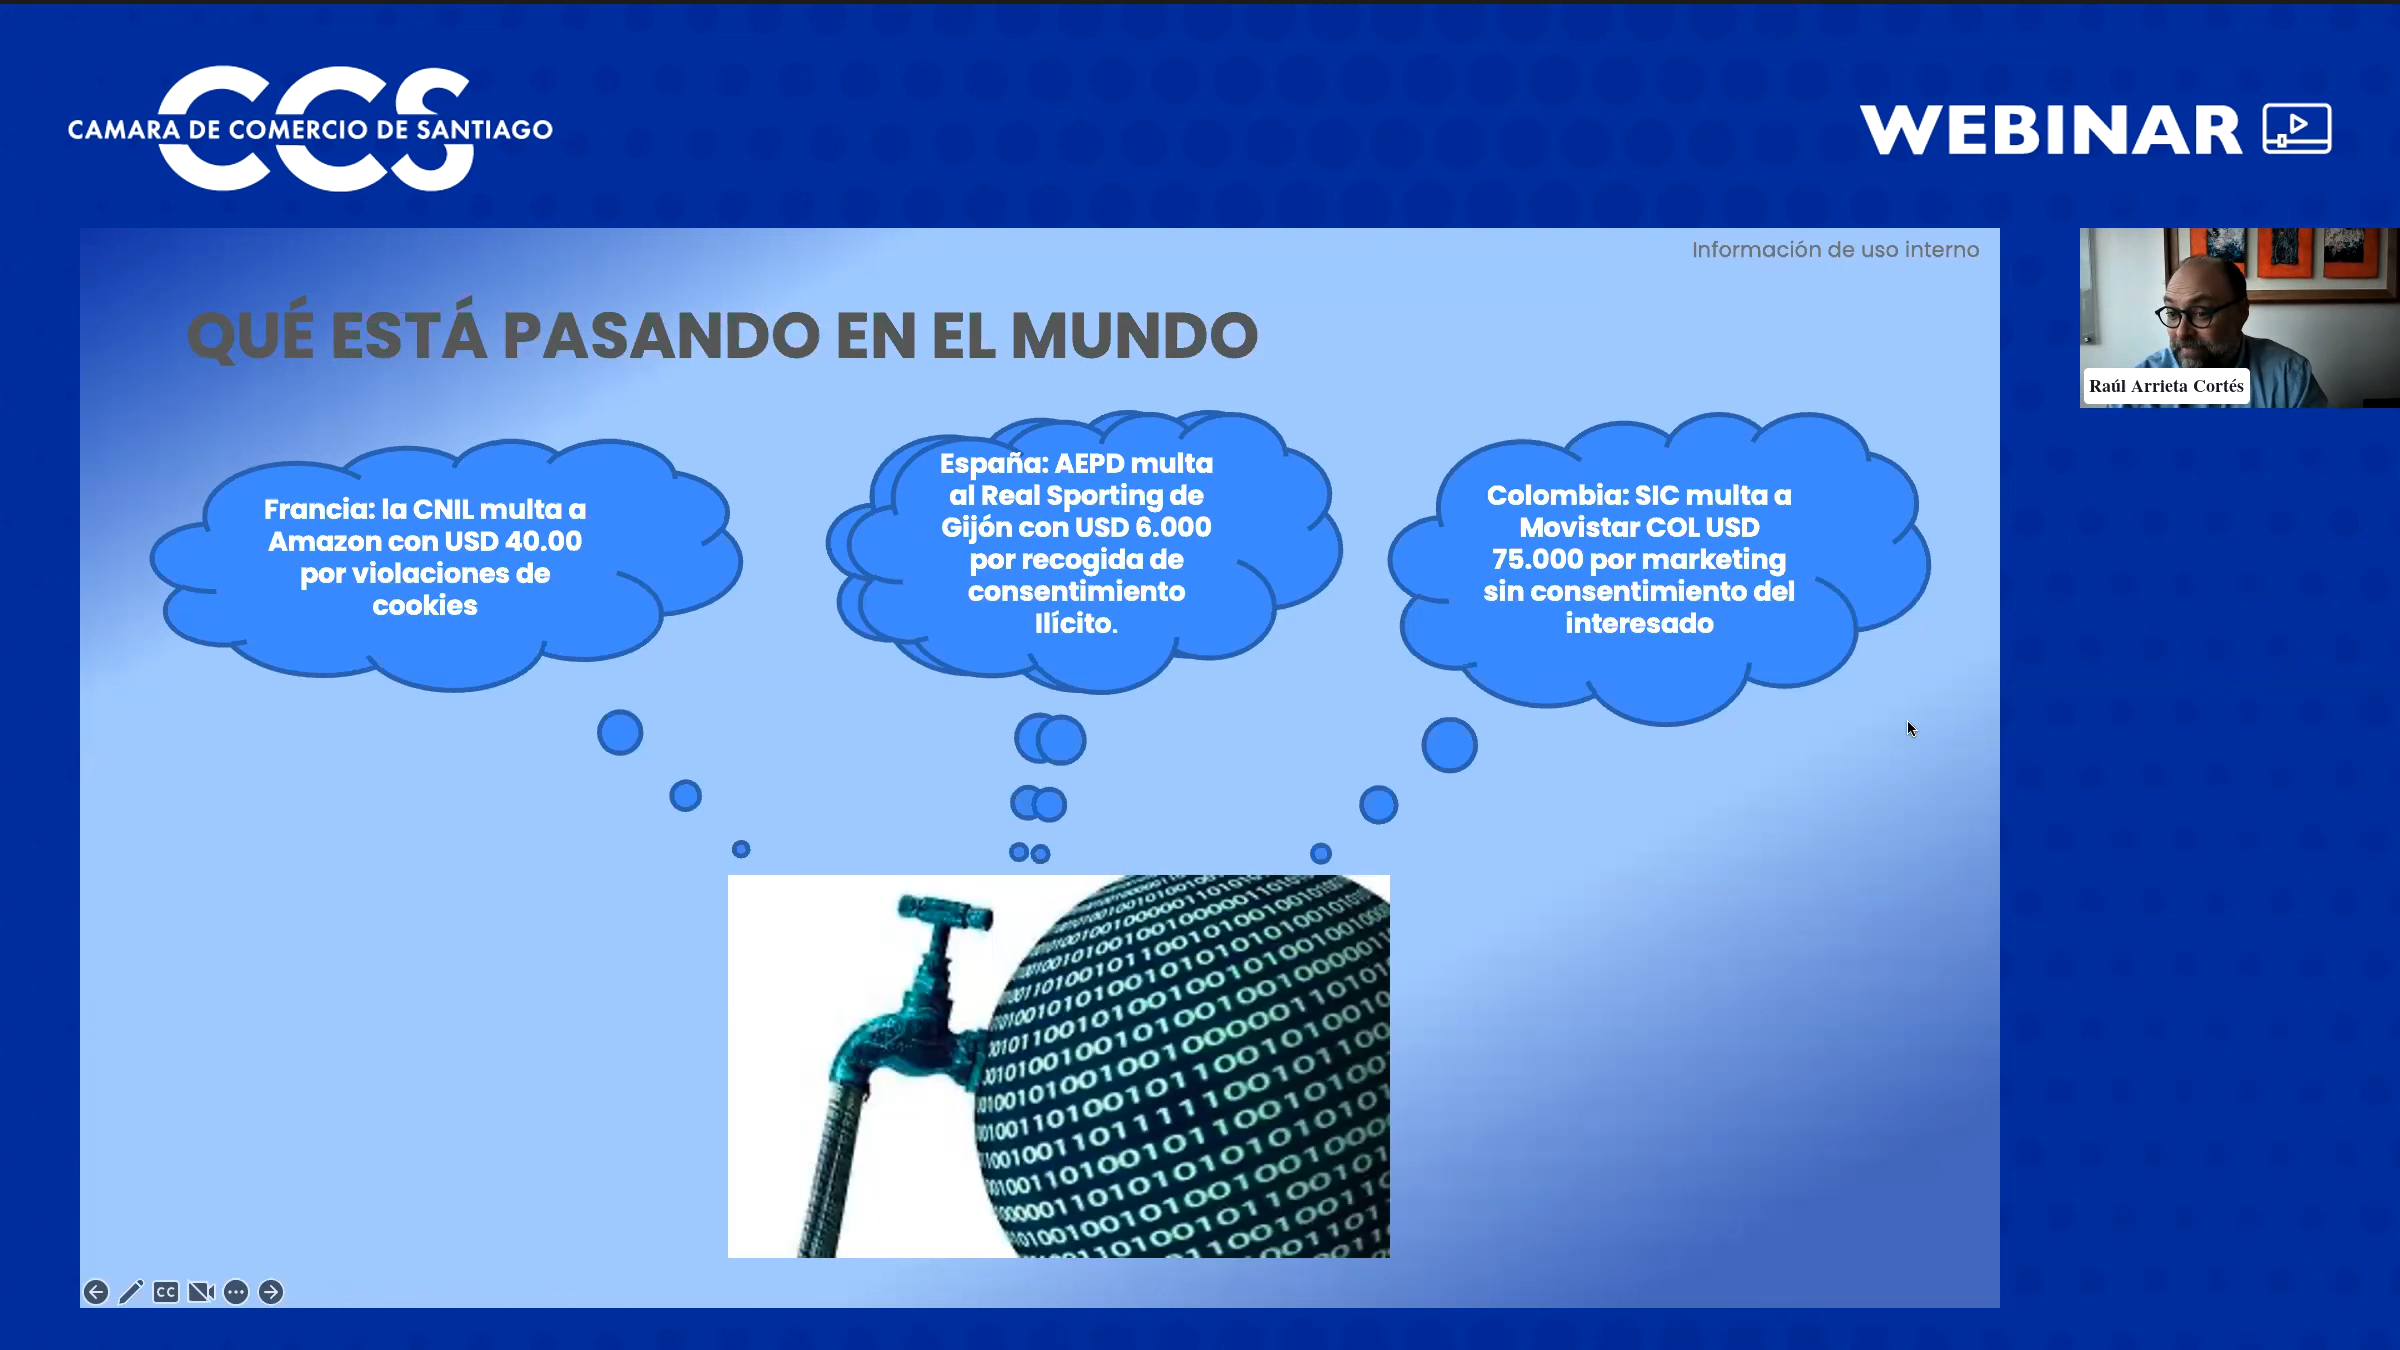 CCS
CAMARA DE COMERCIO DE SANTIAGO
WEBINAR
Información de uso interno
QUÉ ESTÁ PASANDO EN EL MUNDO
Francia: la CNIL multa a
Amazon con USD 40.00
por violaciones de
cookies
España: AEPD multa
al Real Sporting de
Gijón con USD 6.000
por recogida de
consentimiento
Ilícito.
Colombia: SIC multa a
Movistar COL USD
75.000 por marketing
sin consentimiento del
interesado
Raúl Arrieta Cortés
CC